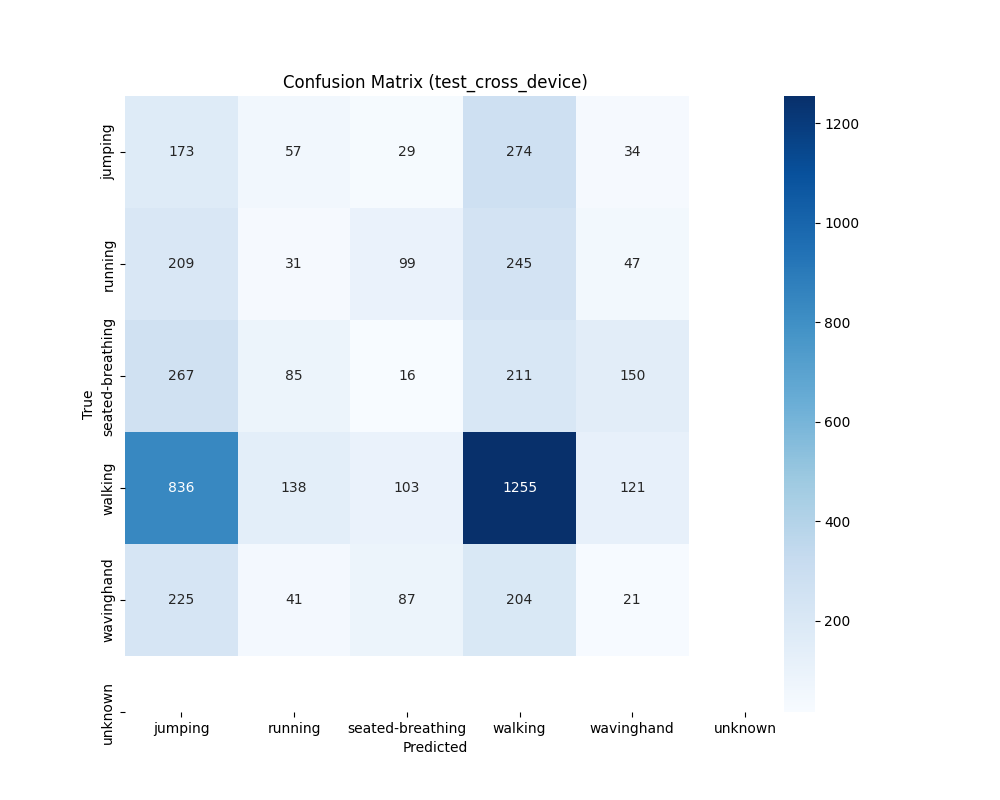 Confusion Matrix (test_cross_device)
True
jumping 173 57 29 274 34
running 209 31 99 245 47
seated-breathing 267 85 16 211 150
walking 836 138 103 1255 121
wavinghand 225 41 87 204 21
unknown
jumping running seated-breathing walking wavinghand unknown
Predicted
1200
1000
800
600
400
200